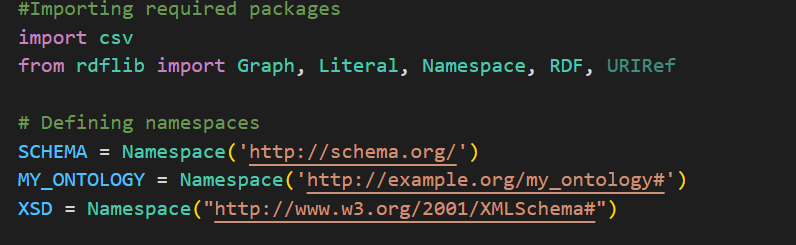 #Importing required packages
import csv
from rdflib import Graph, Literal, Namespace, RDF, URIRef
# Defining namespaces
SCHEMA = Namespace('http://schema.org/')
MY_ONTOLOGY = Namespace('http://example.org/my_ontology#')
XSD = Namespace("http://www.w3.org/2001/XMLSchema#")